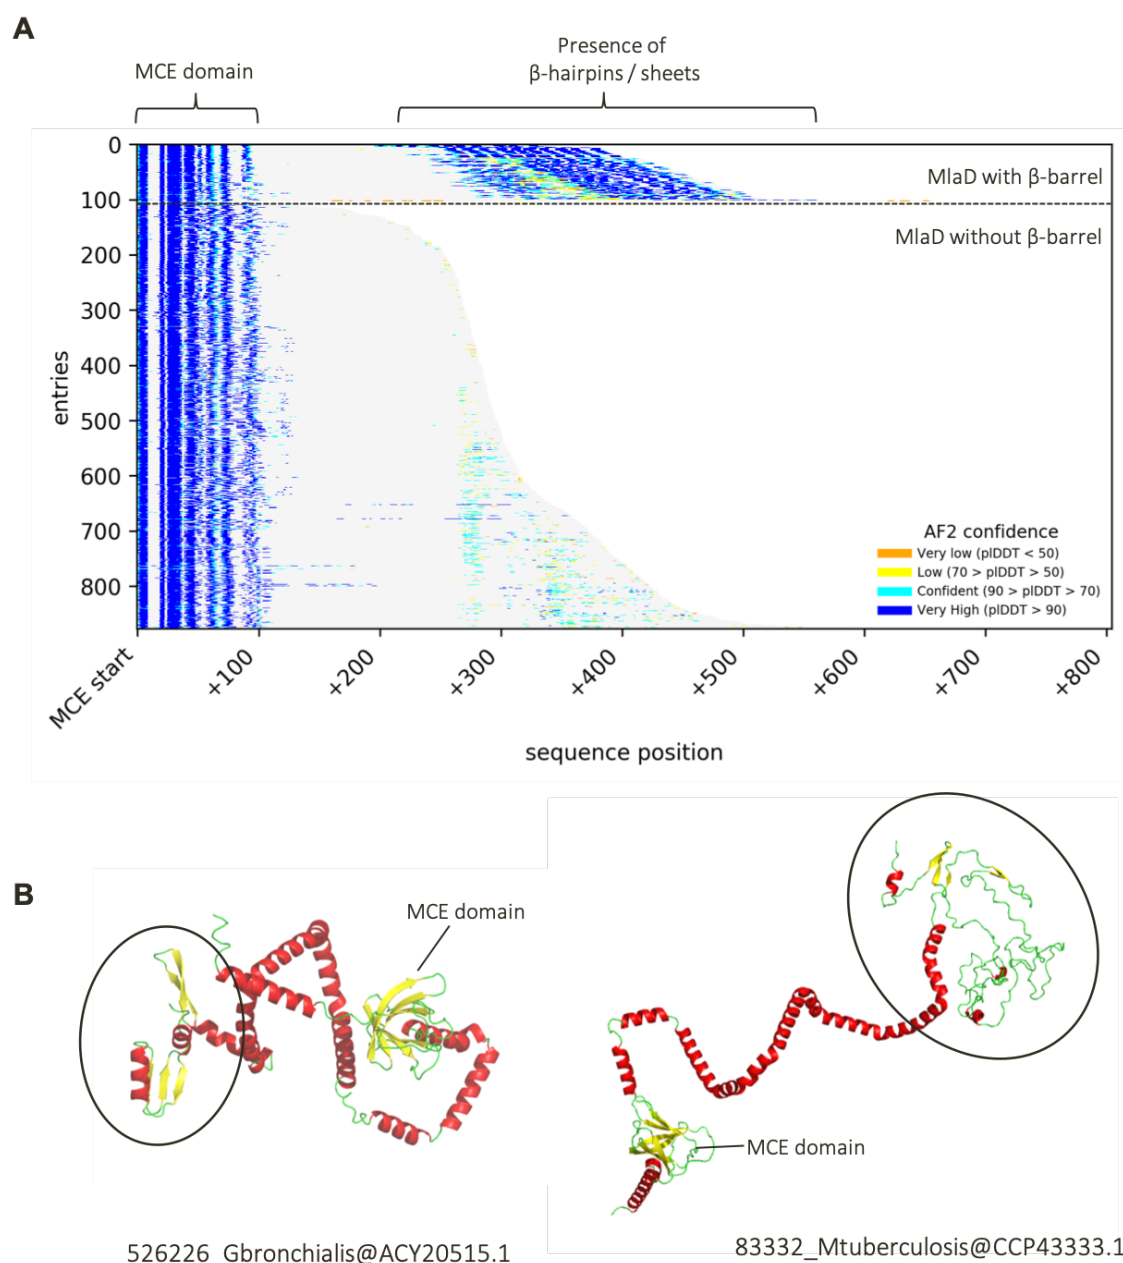 A
Presence of
β-hairpins / sheets
MCE domain
0
100
200
300
400
500
600
700
800
entries
MlaD with β-barrel
MlaD without β-barrel
AF2 confidence
Very low (plDDT < 50)
Low (70 > plDDT > 50)
Confident (90 > plDDT > 70)
Very High (plDDT > 90)
MCE start
+100
+200
+300
+400
+500
+600
+700
+800
sequence position
B
MCE domain
MCE domain
526226_Gbronchialis@ACY20515.1
83332_Mtuberculosis@CCP43333.1